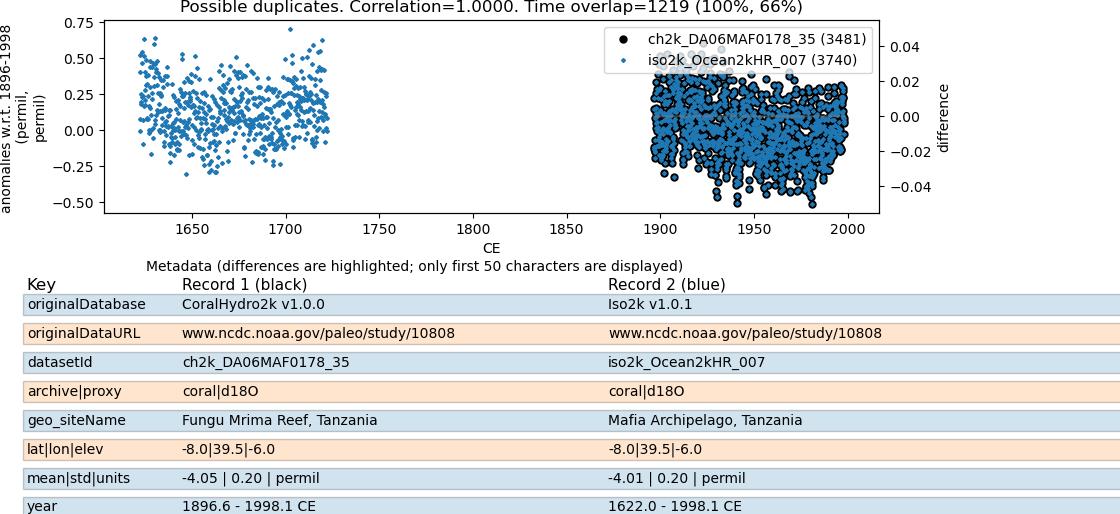 Possible duplicates. Correlation=1.0000. Time overlap=1219 (100%, 66%)
anomalies w.r.t. 1896-1998
(permil,
permil)
0.75
0.50
0.25
0.00
−0.25
−0.50
ch2k_DA06MAF0178_35 (3481)
iso2k_Ocean2kHR_007 (3740)
0.04
0.02
0.00
−0.02
−0.04
difference
1650 1700 1750 1800 1850 1900 1950 2000
CE
Metadata (differences are highlighted; only first 50 characters are displayed)
Key Record 1 (black) Record 2 (blue)
originalDatabase CoralHydro2k v1.0.0 Iso2k v1.0.1
originalDataURL www.ncdc.noaa.gov/paleo/study/10808 www.ncdc.noaa.gov/paleo/study/10808
datasetId ch2k_DA06MAF0178_35 iso2k_Ocean2kHR_007
archive|proxy coral|d18O coral|d18O
geo_siteName Fungu Mrima Reef, Tanzania Mafia Archipelago, Tanzania
lat|lon|elev -8.0|39.5|-6.0 -8.0|39.5|-6.0
mean|std|units -4.05 | 0.20 | permil -4.01 | 0.20 | permil
year 1896.6 - 1998.1 CE 1622.0 - 1998.1 CE